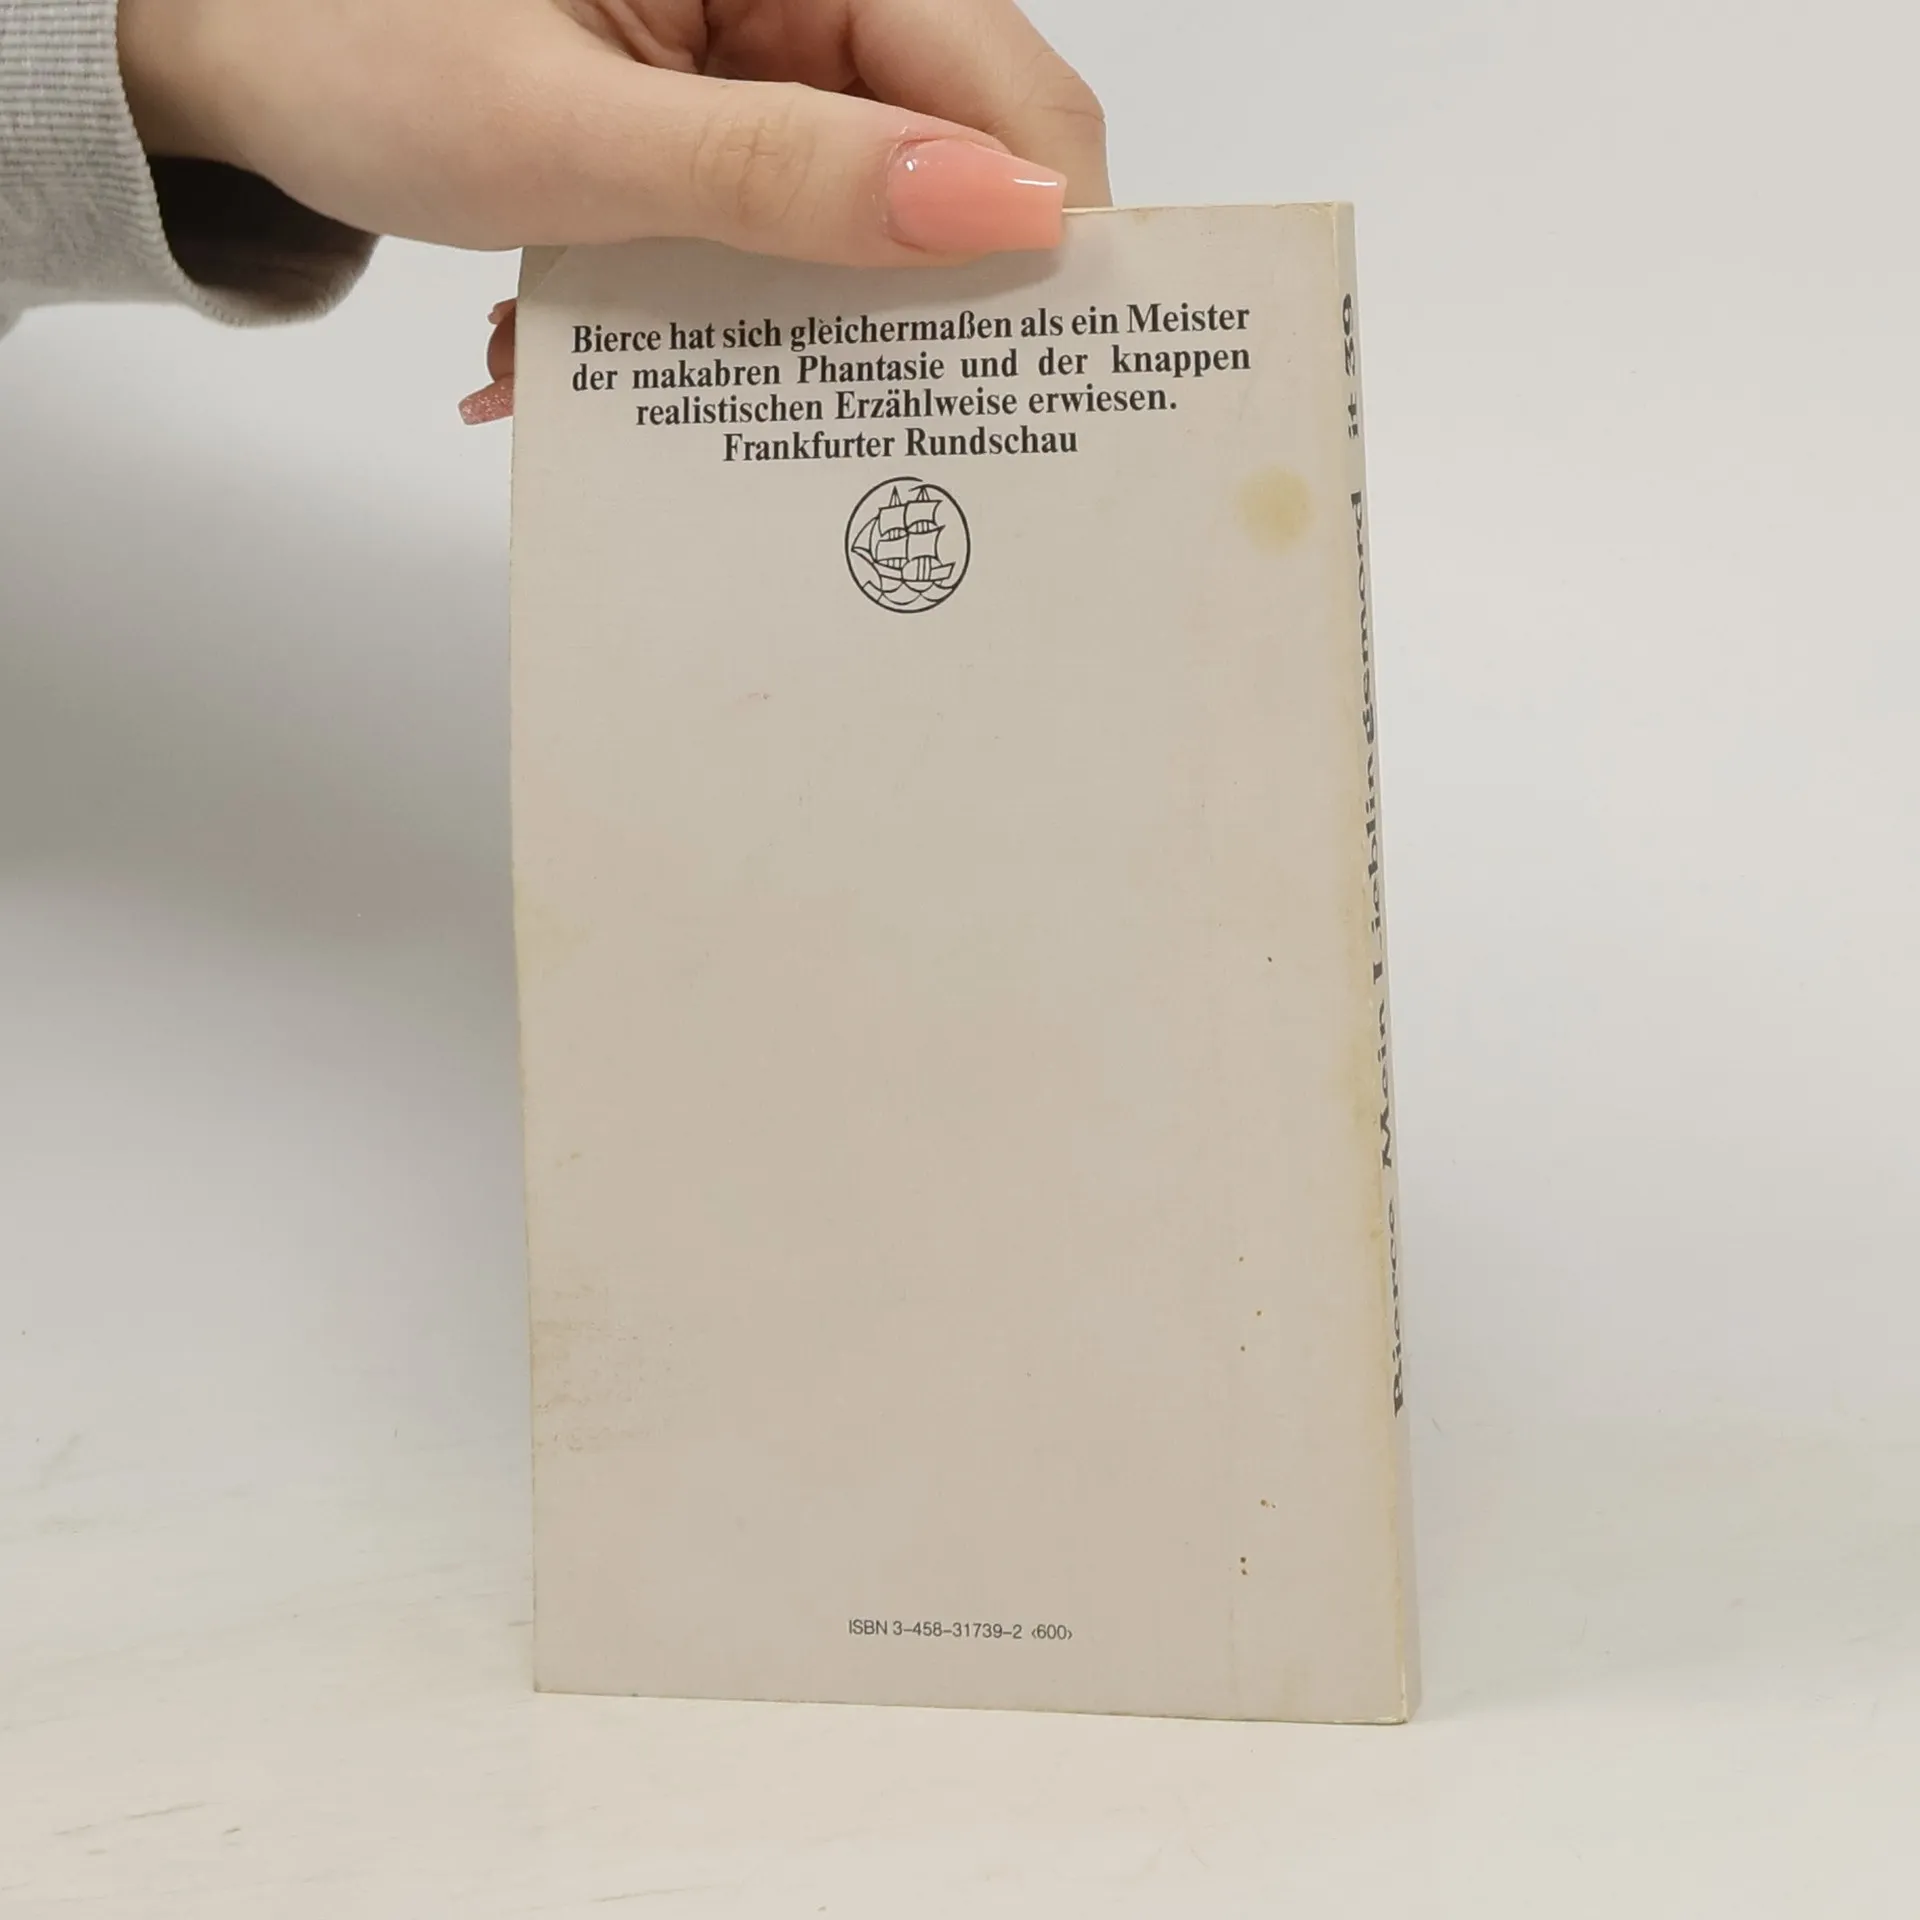 Bierce hat sich gleichermaßen als ein Meister
der makabren Phantasie und der knappen
realistischen Erzählweise erwiesen.
Frankfurter Rundschau
ISBN 3–458–31739–2 ‹600›
Bierce Mein Lieblingsmord it 39